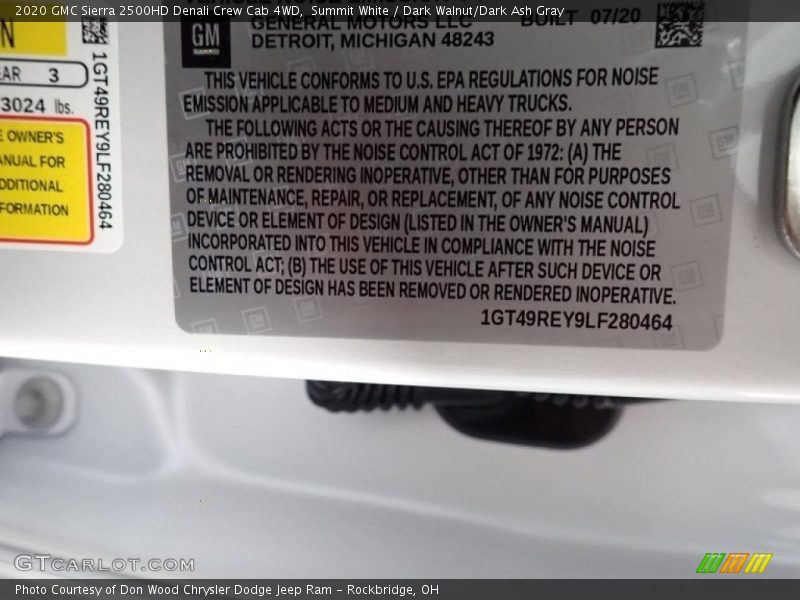 2020 GMC Sierra 2500HD Denali Crew Cab 4WD, Summit White / Dark Walnut/Dark Ash Gray
GM
GENERAL MOTORS LLC BUILT 07/20
DETROIT, MICHIGAN 48243
THIS VEHICLE CONFORMS TO U.S. EPA REGULATIONS FOR NOISE
EMISSION APPLICABLE TO MEDIUM AND HEAVY TRUCKS.
THE FOLLOWING ACTS OR THE CAUSING THEREOF BY ANY PERSON
ARE PROHIBITED BY THE NOISE CONTROL ACT OF 1972: (A) THE
REMOVAL OR RENDERING INOPERATIVE, OTHER THAN FOR PURPOSES
OF MAINTENANCE, REPAIR, OR REPLACEMENT, OF ANY NOISE CONTROL
DEVICE OR ELEMENT OF DESIGN (LISTED IN THE OWNER'S MANUAL)
INCORPORATED INTO THIS VEHICLE IN COMPLIANCE WITH THE NOISE
CONTROL ACT; (B) THE USE OF THIS VEHICLE AFTER SUCH DEVICE OR
ELEMENT OF DESIGN HAS BEEN REMOVED OR RENDERED INOPERATIVE.
1GT49REY9LF280464
N
AR 3
3024 lbs.
E OWNER'S
ANUAL FOR
DDITIONAL
FORMATION
1GT49REY9LF280464
GTCARLOT.COM
Photo Courtesy of Don Wood Chrysler Dodge Jeep Ram – Rockbridge, OH